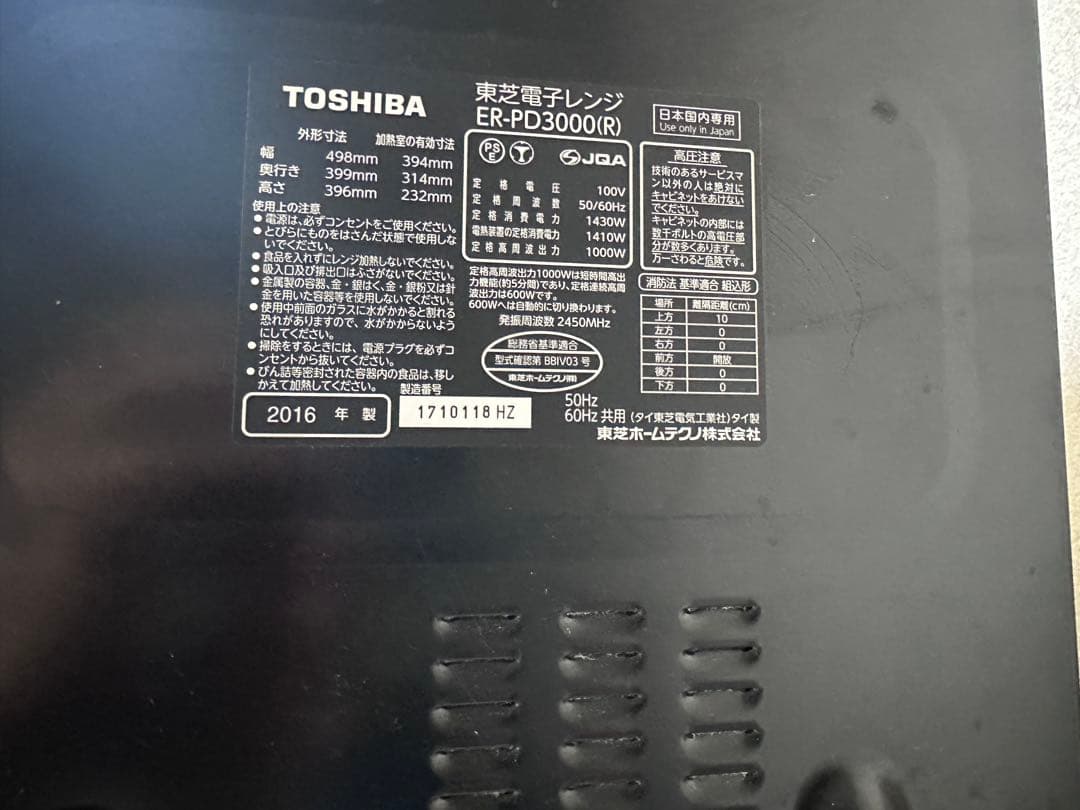 TOSHIBA
東芝電子レンジ
ER-PD3000(R)
日本国内専用
Use only in Japan
外形寸法 加熱室の有効寸法
幅 498mm 394mm
奥行き 399mm 314mm
高さ 396mm 232mm
使用上の注意
●電源は、必ずコンセントをご使用ください。
●とびらにものをはさんだ状態で使用しな
いでください。
●食品を入れずにレンジ加熱しないでください。
●吸入口及び排出口はふさがないでください。
●金属製の容器、金・銀はく、金・銀粉又は針
金を用いた容器等を使用しないでください。
●使用中前面のガラスに水がかかると割れる
恐れがありますので、水がかからないよう
にしてください。
●掃除をするときには、電源プラグを必ずコ
ンセントから抜いてください。
●びん詰等密封された容器内の食品は、移し
かえて加熱してください。
2016 年 製
製造番号
1710118 HZ
PS
E
JQA
定格電圧 100V
定格周波数 50/60Hz
定格消費電力 1430W
電熱装置の定格消費電力 1410W
定格高周波出力 1000W
定格高周波出力1000Wは短時間高出
力機能(約5分間)であり、定格連続高周
波出力は600Wです。
600Wへは自動的に切り換わります。
発振周波数 2450MHz
総務省基準適合
型式確認第 BBIV03 号
東芝ホームテクノ(株)
高圧注意
技術のあるサービスマ
ン以外の人は絶対に
キャビネットをあけない
でください。
キャビネットの内部には
数千ボルトの高電圧部
分が数多くあります。
万一さわると危険です。
消防法 基準適合 組込形
場所 離隔距離(cm)
上方 10
左方 0
右方 0
前方 開放
後方 0
下方 0
50Hz
60Hz 共用 (タイ東芝電気工業社)タイ製
東芝ホームテクノ株式会社